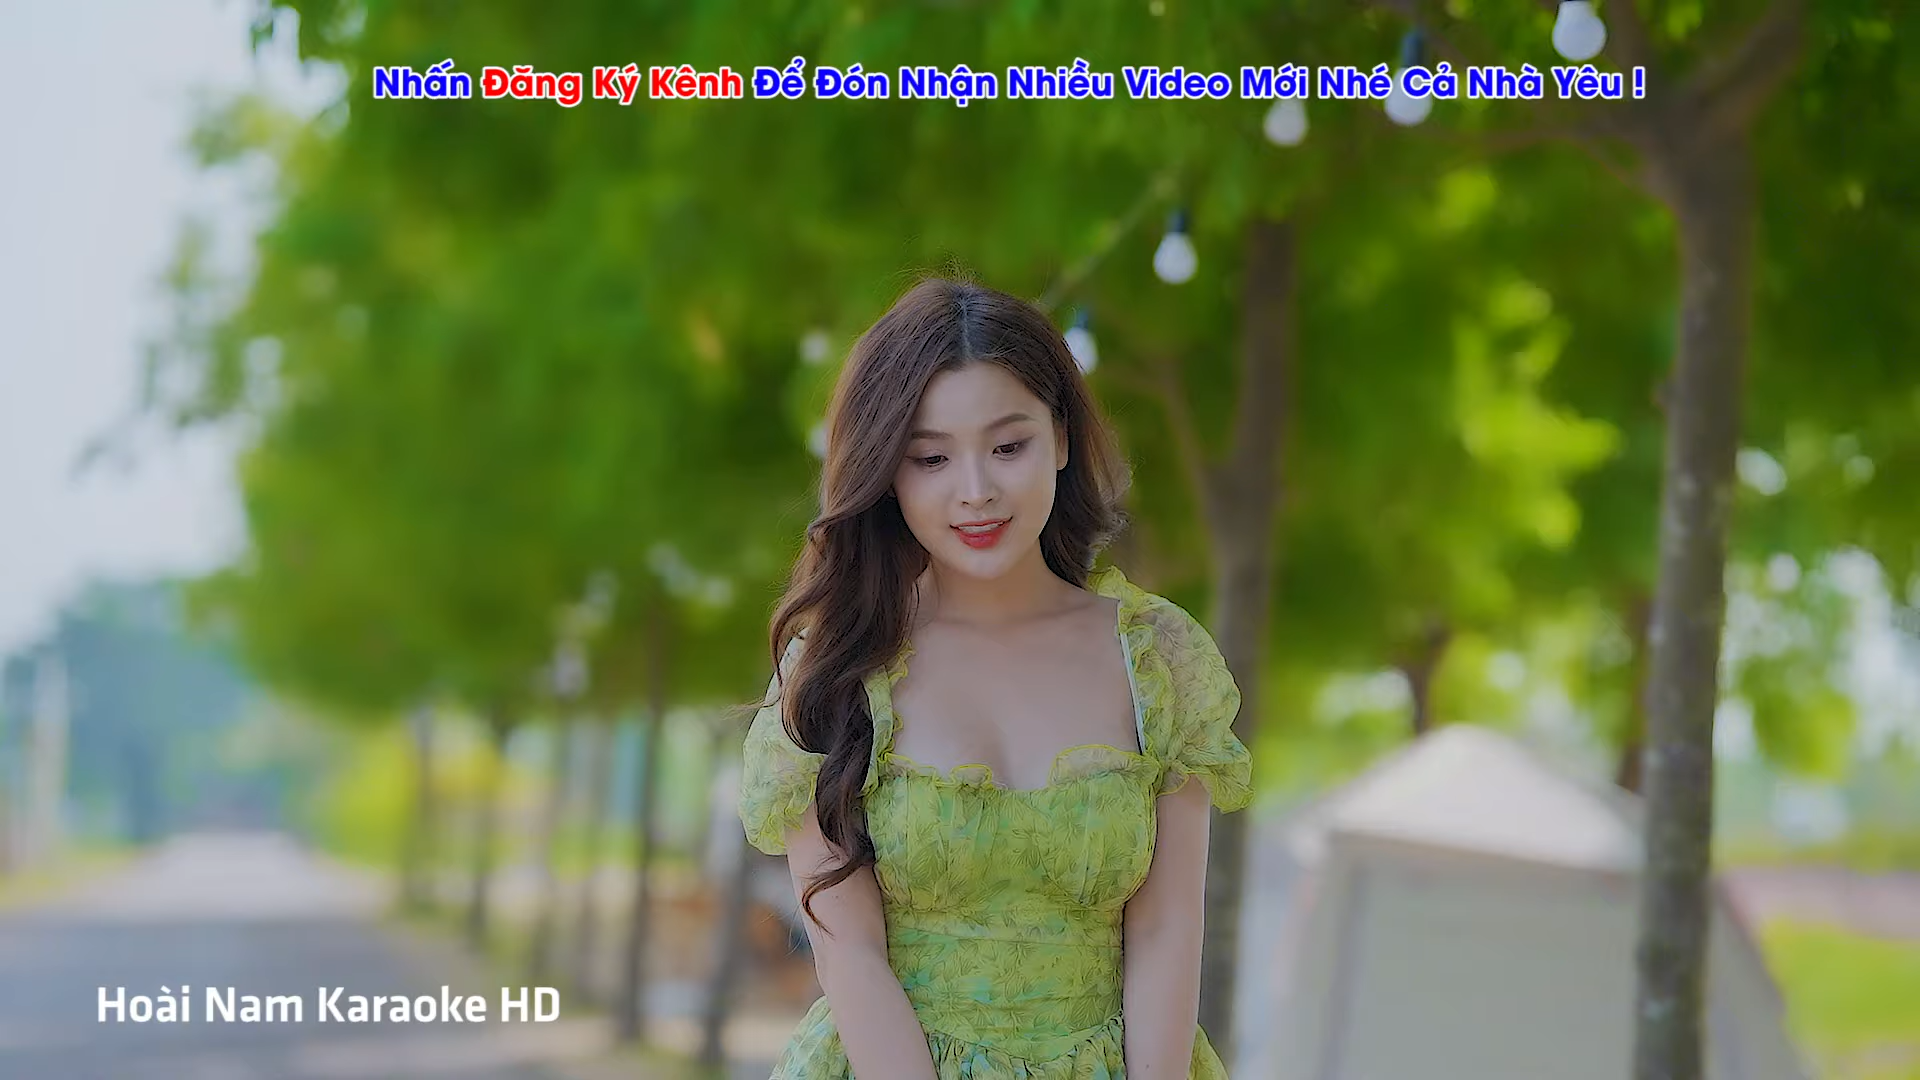 Nhấn Đăng Ký Kênh Để Đón Nhận Nhiều Video Mới Nhé Cả Nhà Yêu !
Hoài Nam Karaoke HD